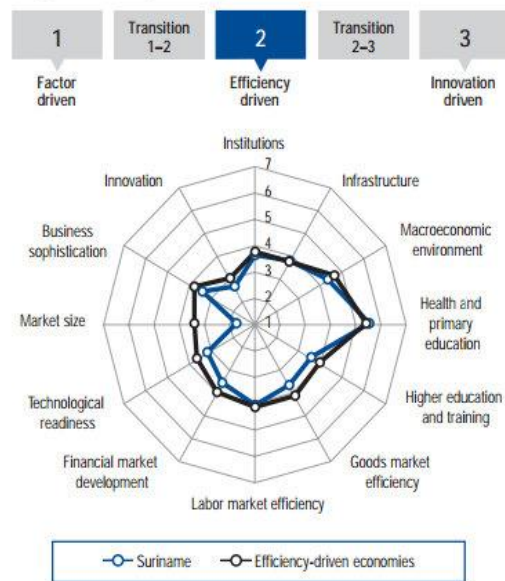 1
Transition
1–2
2
Transition
2–3
3
Factor
driven
Efficiency
driven
Innovation
driven
Institutions
7
6
5
4
3
2
1
Infrastructure
Macroeconomic
environment
Health and
primary
education
Higher education
and training
Goods market
efficiency
Labor market efficiency
Financial market
development
Technological
readiness
Market size
Business
sophistication
Innovation
Suriname
Efficiency-driven economies